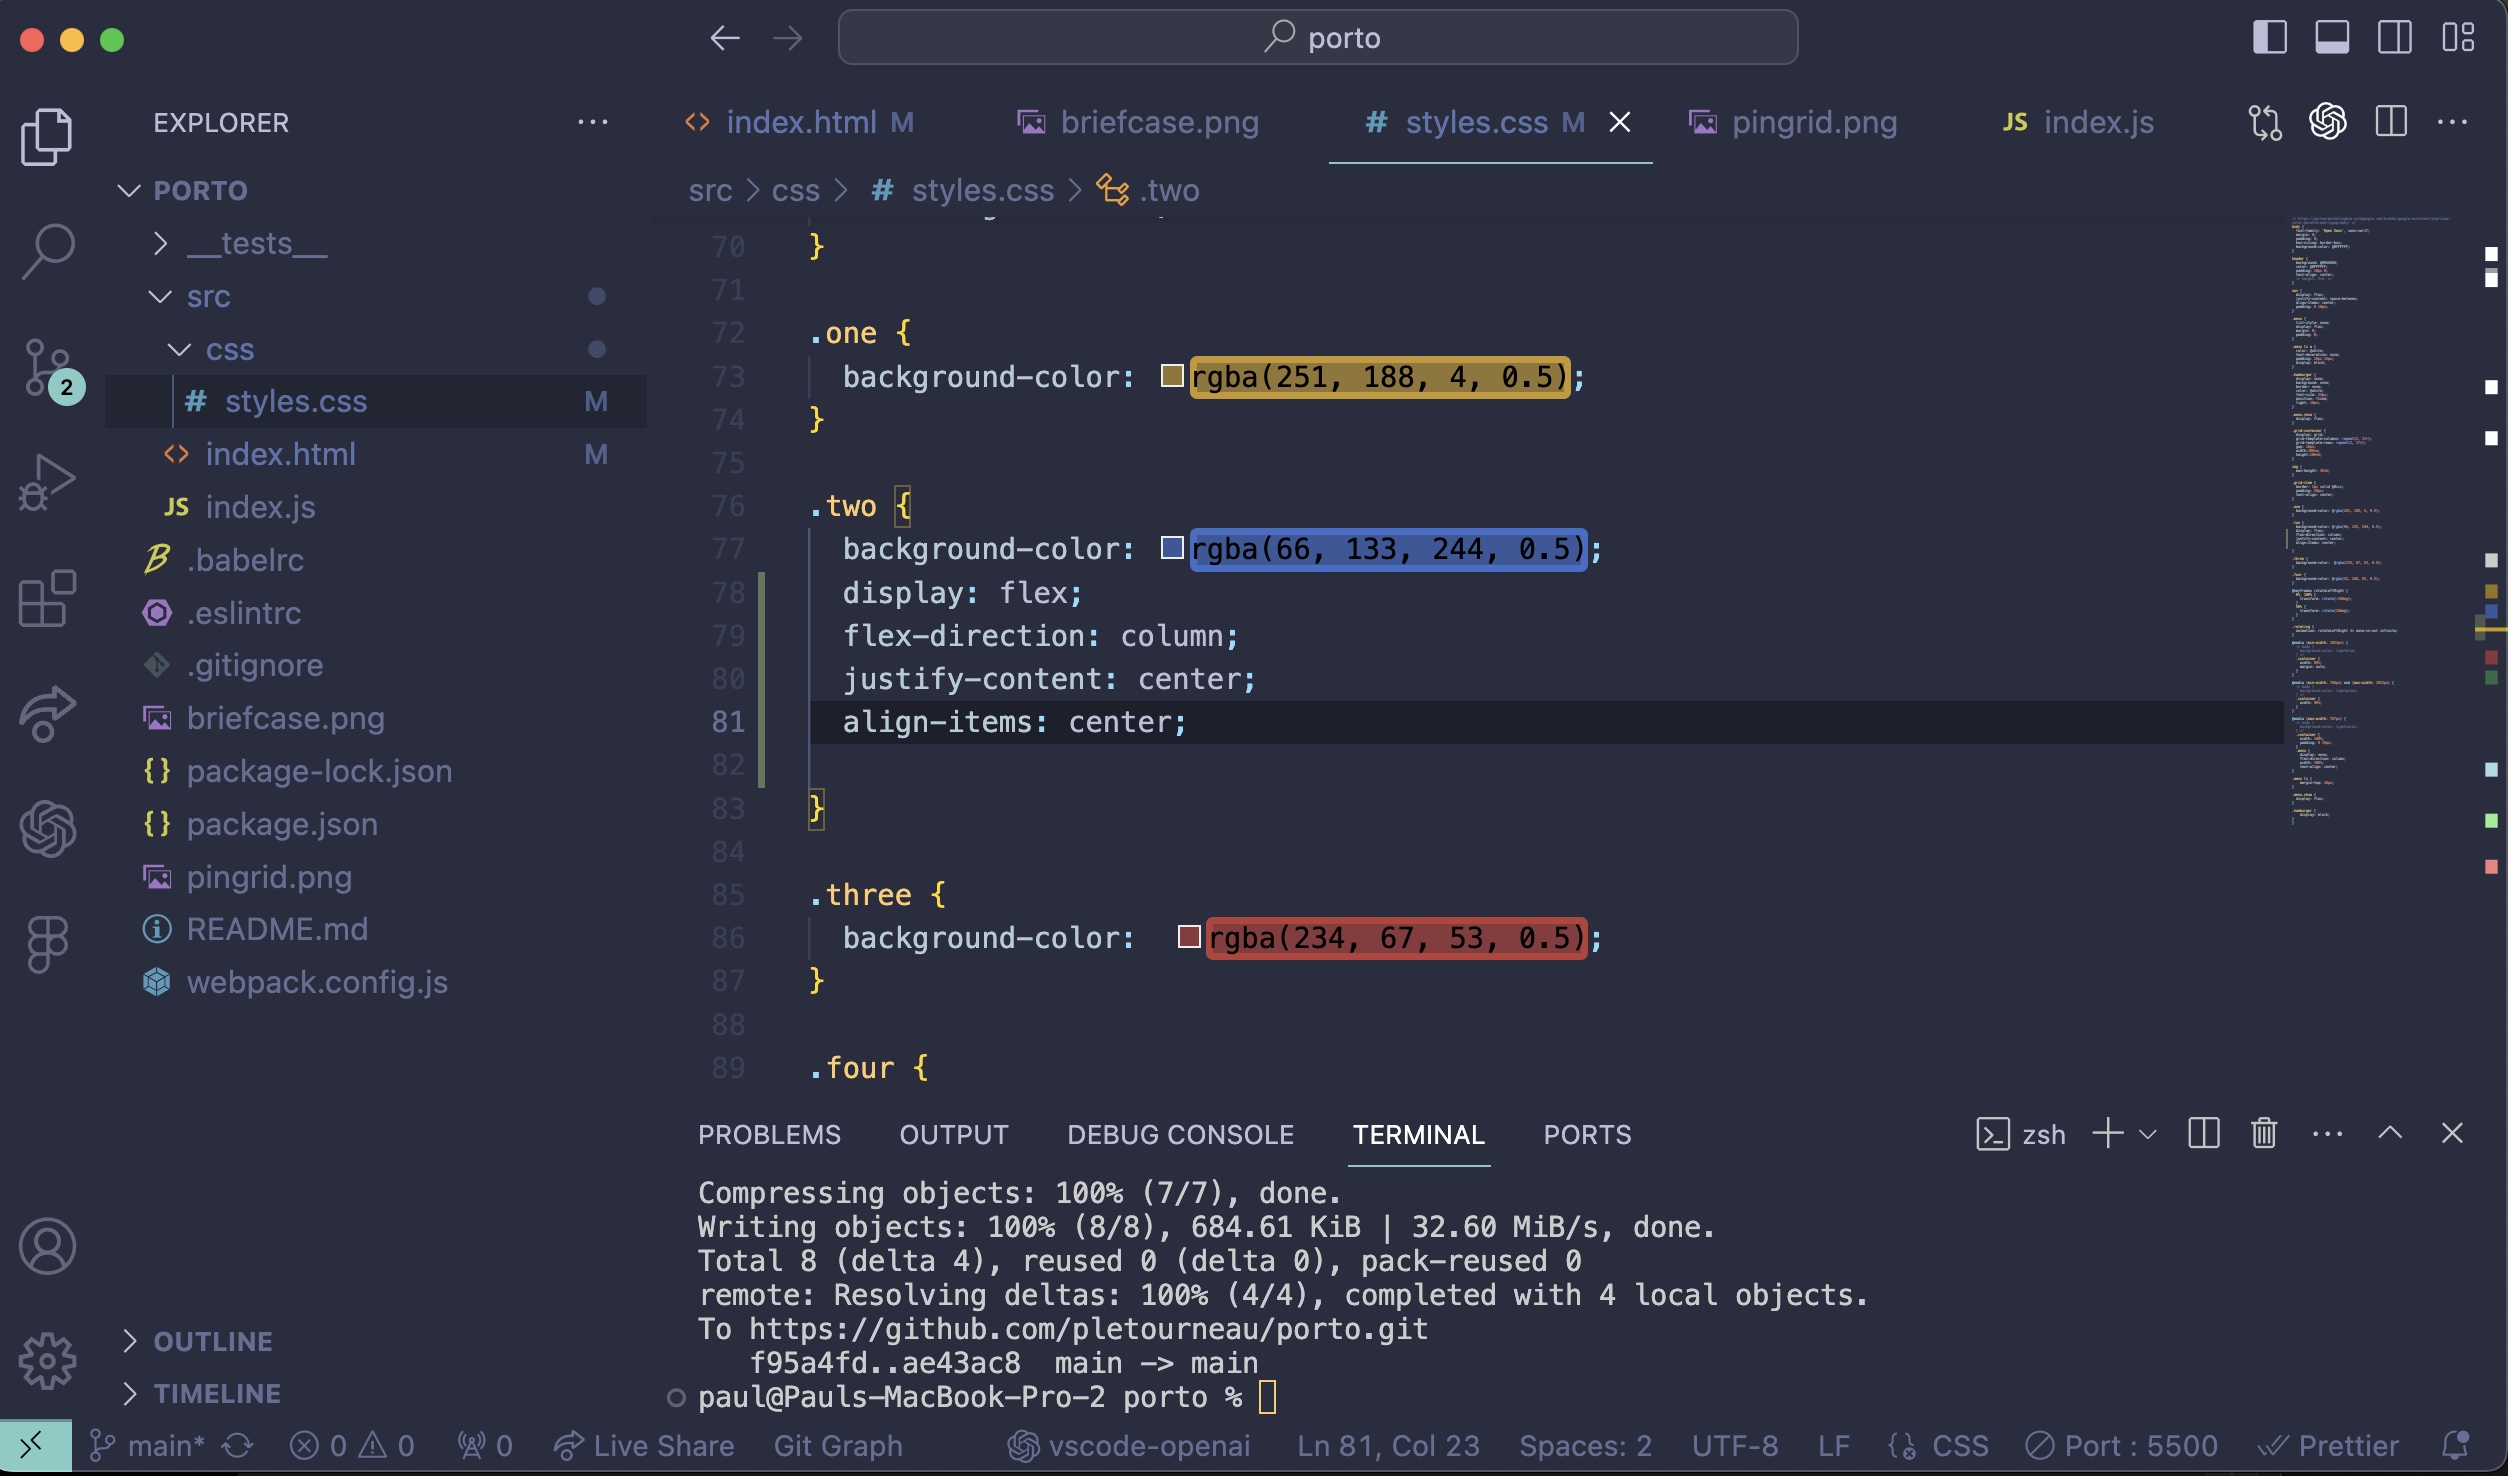 porto
EXPLORER
index.html M
briefcase.png
# styles.css M
pingrid.png
JS index.js
PORTO
src > css > # styles.css > .two
__tests__
src
css
# styles.css M
index.html M
JS index.js
.babelrc
.eslintrc
.gitignore
briefcase.png
{} package-lock.json
{} package.json
pingrid.png
README.md
webpack.config.js
2
OUTLINE
TIMELINE
70 }
71
72 .one {
73 background-color: rgba(251, 188, 4, 0.5);
74 }
75
76 .two {
77 background-color: rgba(66, 133, 244, 0.5);
78 display: flex;
79 flex-direction: column;
80 justify-content: center;
81 align-items: center;
82
83 }
84
85 .three {
86 background-color: rgba(234, 67, 53, 0.5);
87 }
88
89 .four {
PROBLEMS OUTPUT DEBUG CONSOLE TERMINAL PORTS
zsh
Compressing objects: 100% (7/7), done.
Writing objects: 100% (8/8), 684.61 KiB | 32.60 MiB/s, done.
Total 8 (delta 4), reused 0 (delta 0), pack-reused 0
remote: Resolving deltas: 100% (4/4), completed with 4 local objects.
To https://github.com/pletourneau/porto.git
f95a4fd..ae43ac8 main -> main
paul@Pauls-MacBook-Pro-2 porto %
main* 0 0 0 Live Share Git Graph vscode-openai Ln 81, Col 23 Spaces: 2 UTF-8 LF CSS Port : 5500 Prettier